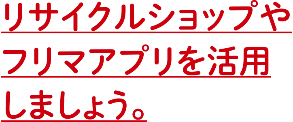 リサイクルショップや
フリマアプリを活用
しましょう。